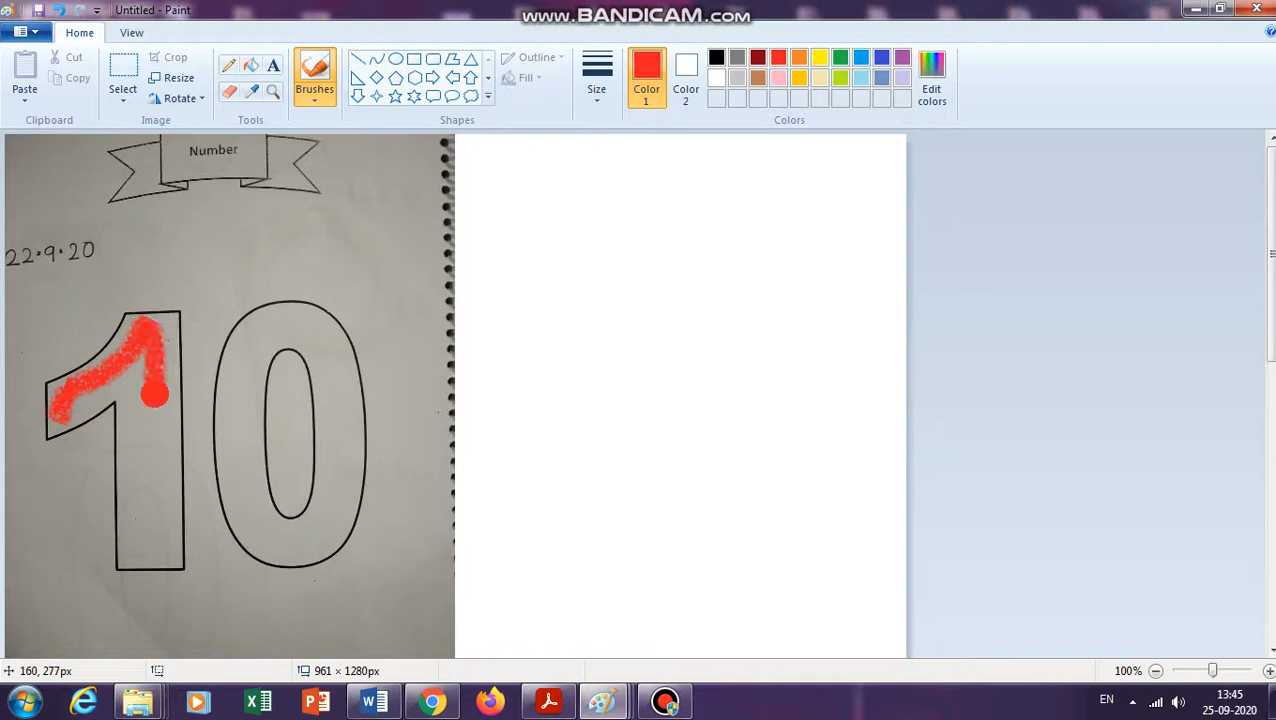 www.BANDICAM.com
Untitled - Paint
Home
View
Paste
Cut
Copy
Clipboard
Select
Crop
Resize
Rotate
Image
A
Tools
Brushes
Outline
Fill
Shapes
Size
Color
1
Color
2
Edit
colors
Colors
Number
22.9.20
10
160, 277px
961 × 1280px
100%
EN
13:45
25-09-2020